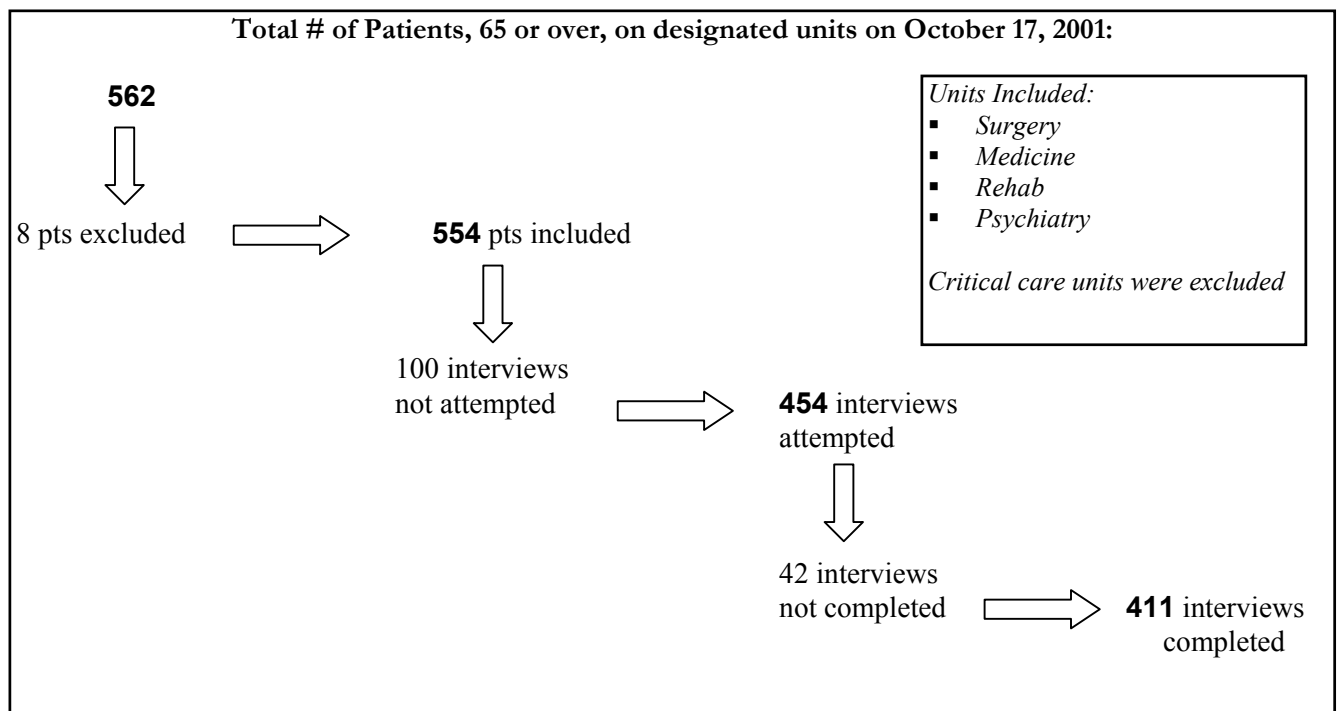 Total # of Patients, 65 or over, on designated units on October 17, 2001:
562
Units Included:
▪ Surgery
▪ Medicine
▪ Rehab
▪ Psychiatry
Critical care units were excluded
8 pts excluded
554 pts included
100 interviews
not attempted
454 interviews
attempted
42 interviews
not completed
411 interviews
completed